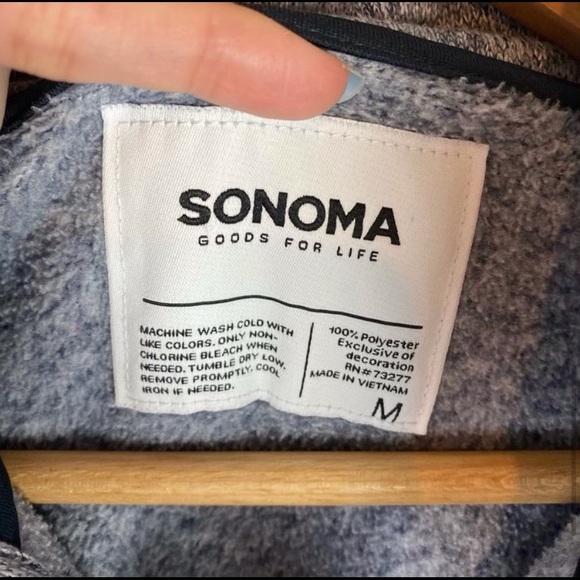 SONOMA
GOODS FOR LIFE
MACHINE WASH COLD WITH
LIKE COLORS. ONLY NON-
CHLORINE BLEACH WHEN
NEEDED. TUMBLE DRY LOW.
REMOVE PROMPTLY. COOL
IRON IF NEEDED.
100% Polyester
Exclusive of
decoration
RN#73277
MADE IN VIETNAM
M